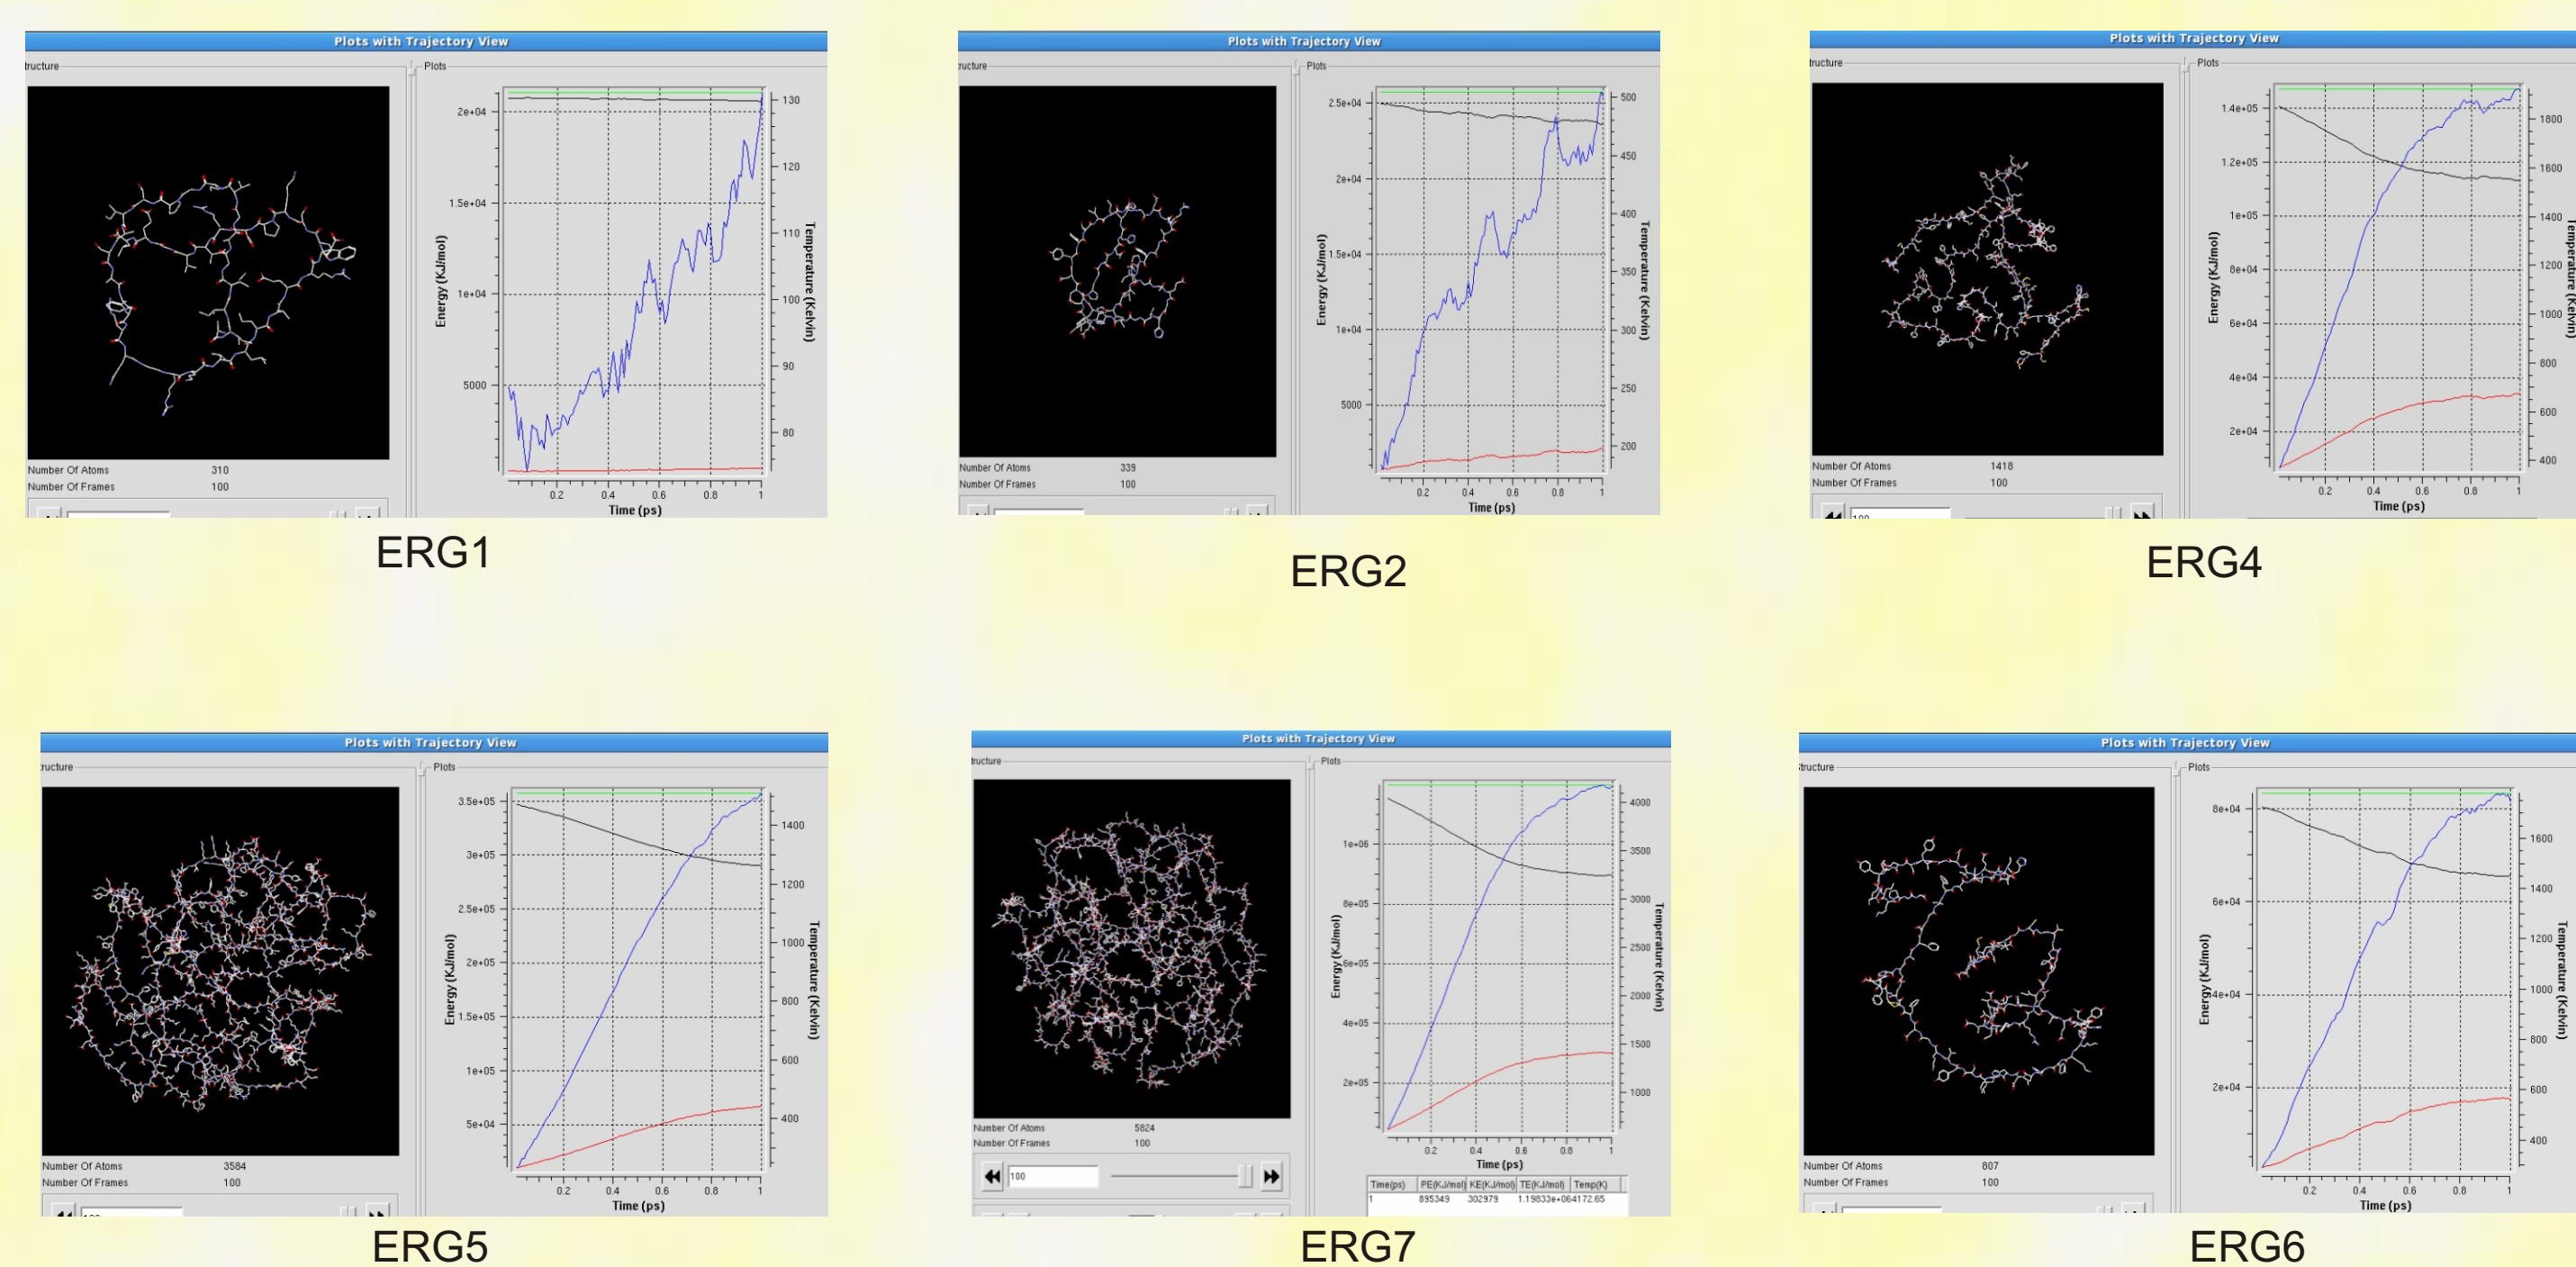 Plots with Trajectory View
tructure
Plots
2e+04
1.5e+04
1e+04
5000
Energy (KJ/mol)
130
120
110
100
90
80
Temperature (Kelvin)
0.2 0.4 0.6 0.8 1
Time (ps)
Number Of Atoms 310
Number Of Frames 100
ERG1
Plots with Trajectory View
ructure
Plots
2.5e+04
2e+04
1.5e+04
1e+04
5000
Energy (KJ/mol)
500
450
400
350
300
250
200
Temperature (Kelvin)
0.2 0.4 0.6 0.8 1
Time (ps)
Number Of Atoms 339
Number Of Frames 100
ERG2
Plots with Trajectory View
tructure
Plots
1.4e+05
1.2e+05
1e+05
8e+04
6e+04
4e+04
2e+04
Energy (KJ/mol)
1800
1600
1400
1200
1000
800
600
400
Temperature (Kelvin)
0.2 0.4 0.6 0.8 1
Time (ps)
Number Of Atoms 1418
Number Of Frames 100
100
ERG4
Plots with Trajectory View
ructure
Plots
3.5e+05
3e+05
2.5e+05
2e+05
1.5e+05
1e+05
5e+04
Energy (KJ/mol)
1400
1200
1000
800
600
400
Temperature (Kelvin)
0.2 0.4 0.6 0.8 1
Time (ps)
Number Of Atoms 3584
Number Of Frames 100
100
ERG5
Plots with Trajectory View
tructure
Plots
1e+06
8e+05
6e+05
4e+05
2e+05
Energy (KJ/mol)
4000
3500
3000
2500
2000
1500
1000
Temperature (Kelvin)
0.2 0.4 0.6 0.8 1
Time (ps)
Number Of Atoms 5824
Number Of Frames 100
100
Time(ps) PE(KJ/mol) KE(KJ/mol) TE(KJ/mol) Temp(K)
1 895349 302979 1.19833e+064172.65
ERG7
Plots with Trajectory View
Structure
Plots
8e+04
6e+04
4e+04
2e+04
Energy (KJ/mol)
1600
1400
1200
1000
800
600
400
Temperature (Kelvin)
0.2 0.4 0.6 0.8 1
Time (ps)
Number Of Atoms 807
Number Of Frames 100
ERG6